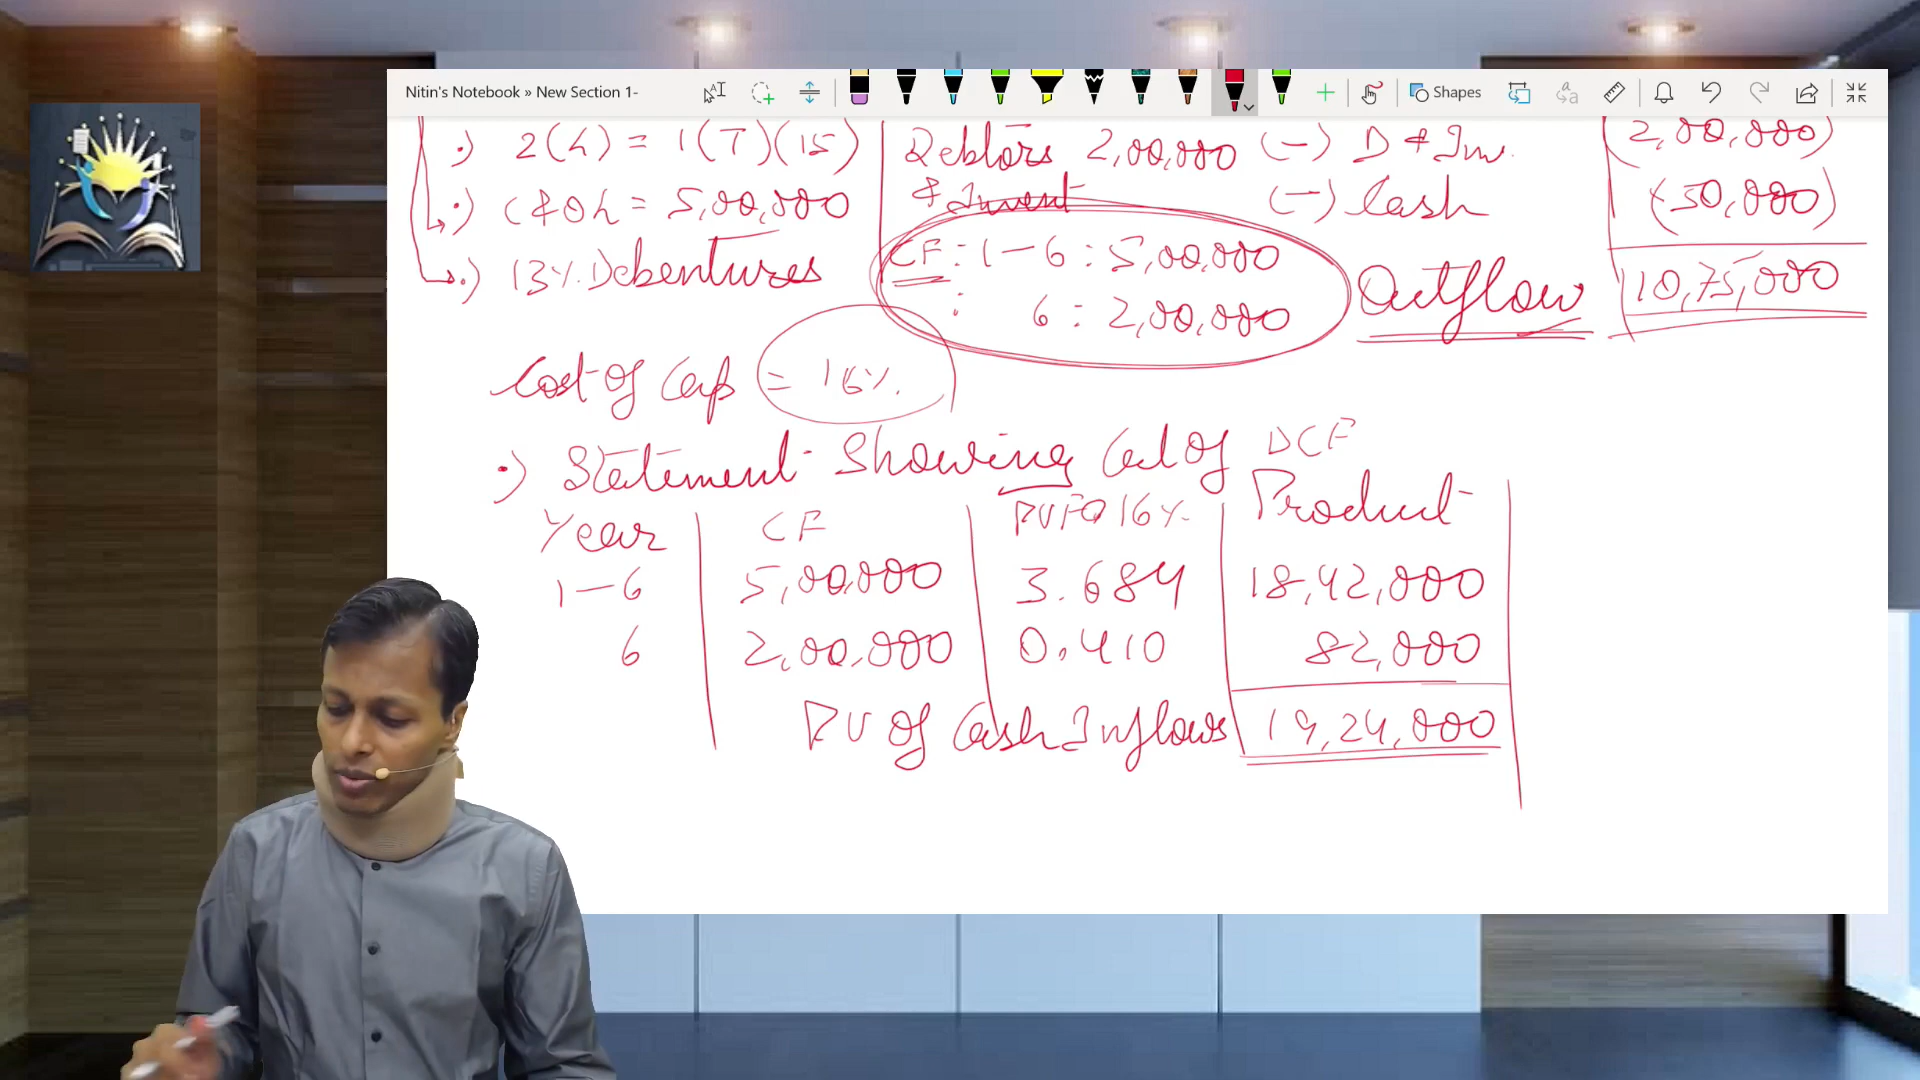 Nitin's Notebook » New Section 1-
Shapes
•) 2(h) = 1(T)(15)
•) C&Oh = 5,00,000
•) 13% Debentures
Debtors 2,00,000
& Invent
CF : 1 – 6 : 5,00,000
: 6 : 2,00,000
(–) D & Inv. (2,00,000)
(–) Cash (50,000)
Outflow 10,75,000
Cost of Cap = 16%.
•) Statement Showing Cal of DCF
Year CF PVF@16% Product
1–6 5,00,000 3.684 18,42,000
6 2,00,000 0.410 82,000
PV of Cash Inflows 19,24,000